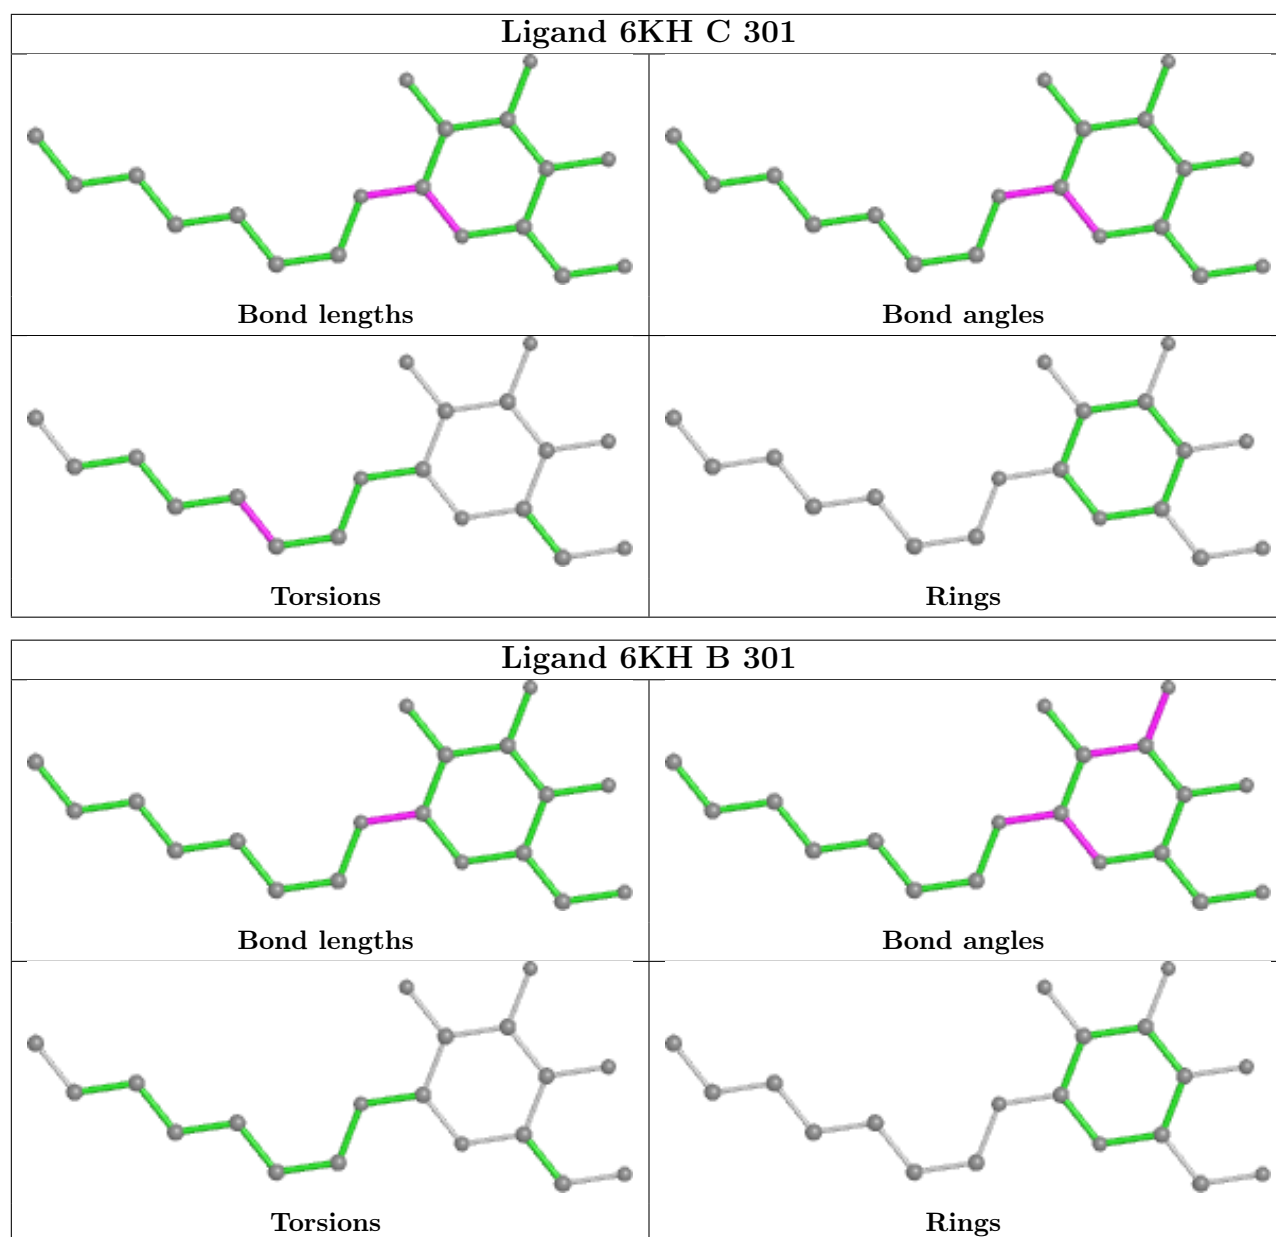 Ligand 6KH C 301
Bond lengths
Bond angles
Torsions
Rings
Ligand 6KH B 301
Bond lengths
Bond angles
Torsions
Rings